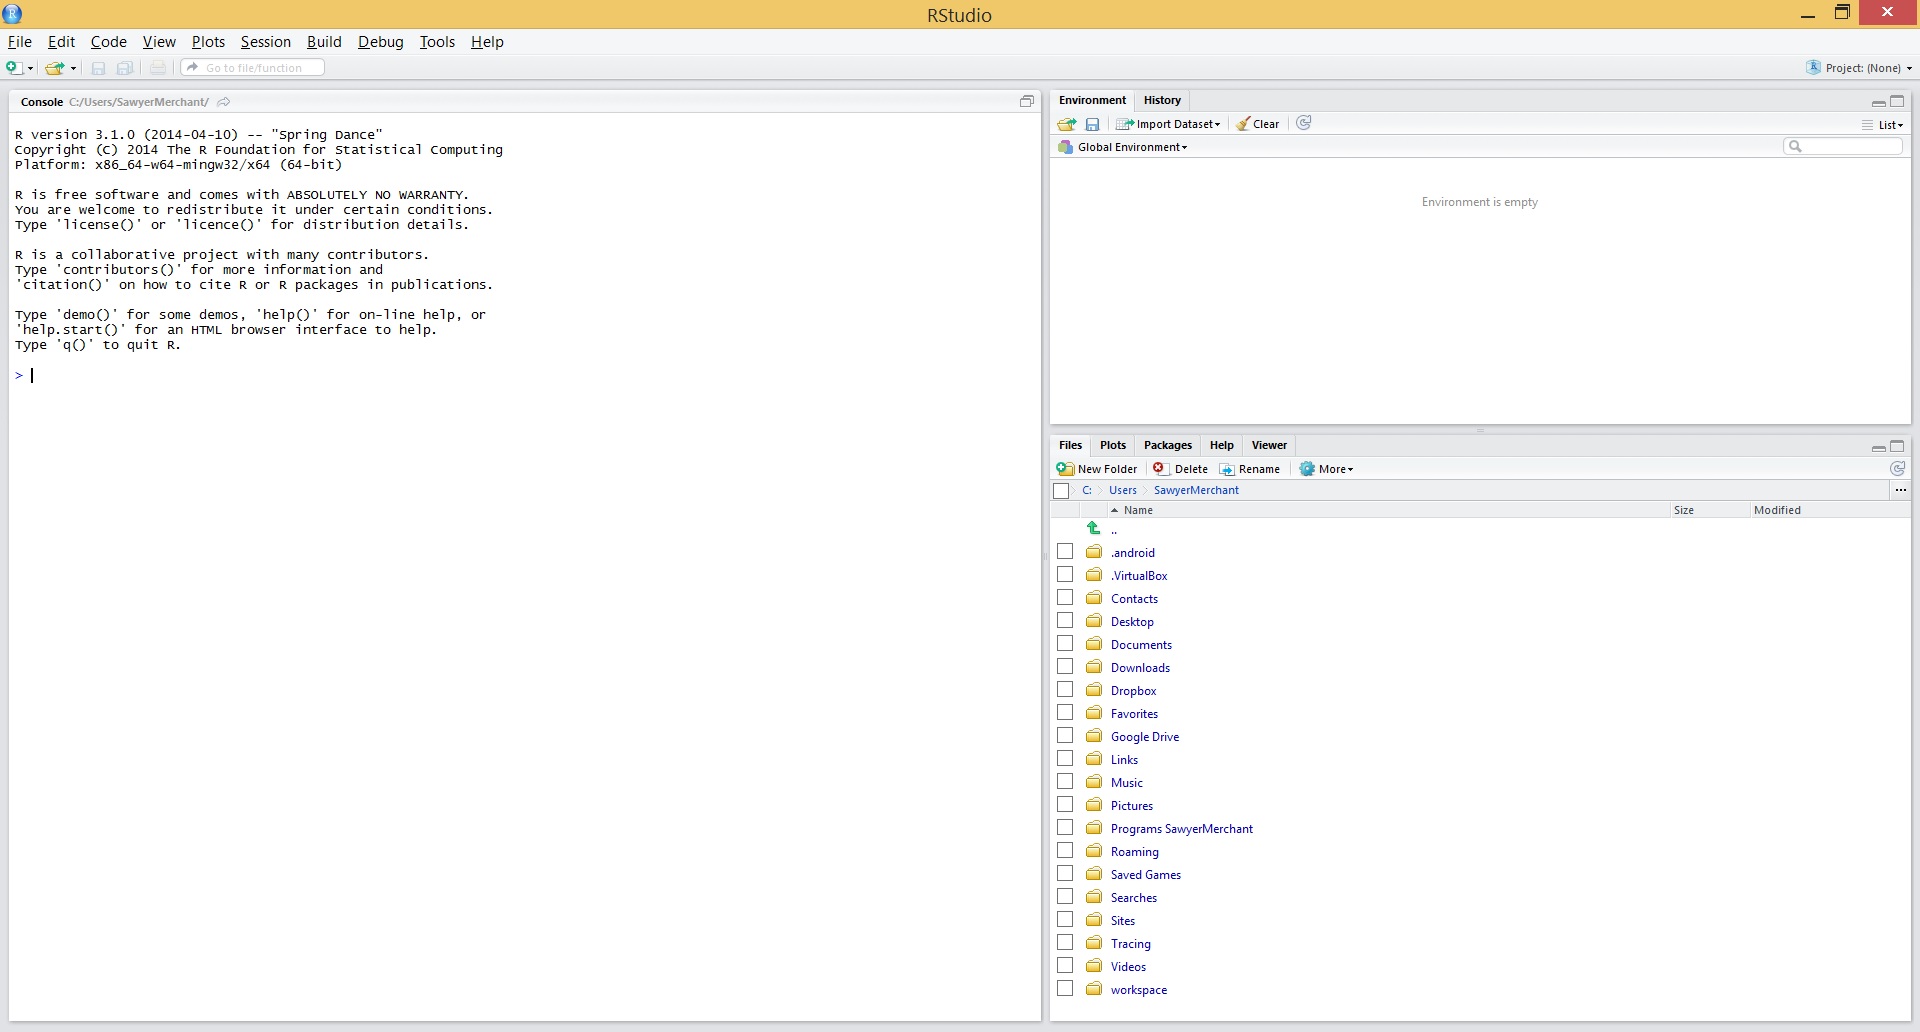 RStudio
File Edit Code View Plots Session Build Debug Tools Help
Go to file/function
Project: (None)
Console C:/Users/SawyerMerchant/
R version 3.1.0 (2014-04-10) -- "Spring Dance"
Copyright (C) 2014 The R Foundation for Statistical Computing
Platform: x86_64-w64-mingw32/x64 (64-bit)
R is free software and comes with ABSOLUTELY NO WARRANTY.
You are welcome to redistribute it under certain conditions.
Type 'license()' or 'licence()' for distribution details.
R is a collaborative project with many contributors.
Type 'contributors()' for more information and
'citation()' on how to cite R or R packages in publications.
Type 'demo()' for some demos, 'help()' for on-line help, or
'help.start()' for an HTML browser interface to help.
Type 'q()' to quit R.
>
Environment History
Import Dataset Clear
List
Global Environment
Environment is empty
Files Plots Packages Help Viewer
New Folder Delete Rename More
C: Users SawyerMerchant ...
Name Size Modified
..
.android
.VirtualBox
Contacts
Desktop
Documents
Downloads
Dropbox
Favorites
Google Drive
Links
Music
Pictures
Programs SawyerMerchant
Roaming
Saved Games
Searches
Sites
Tracing
Videos
workspace